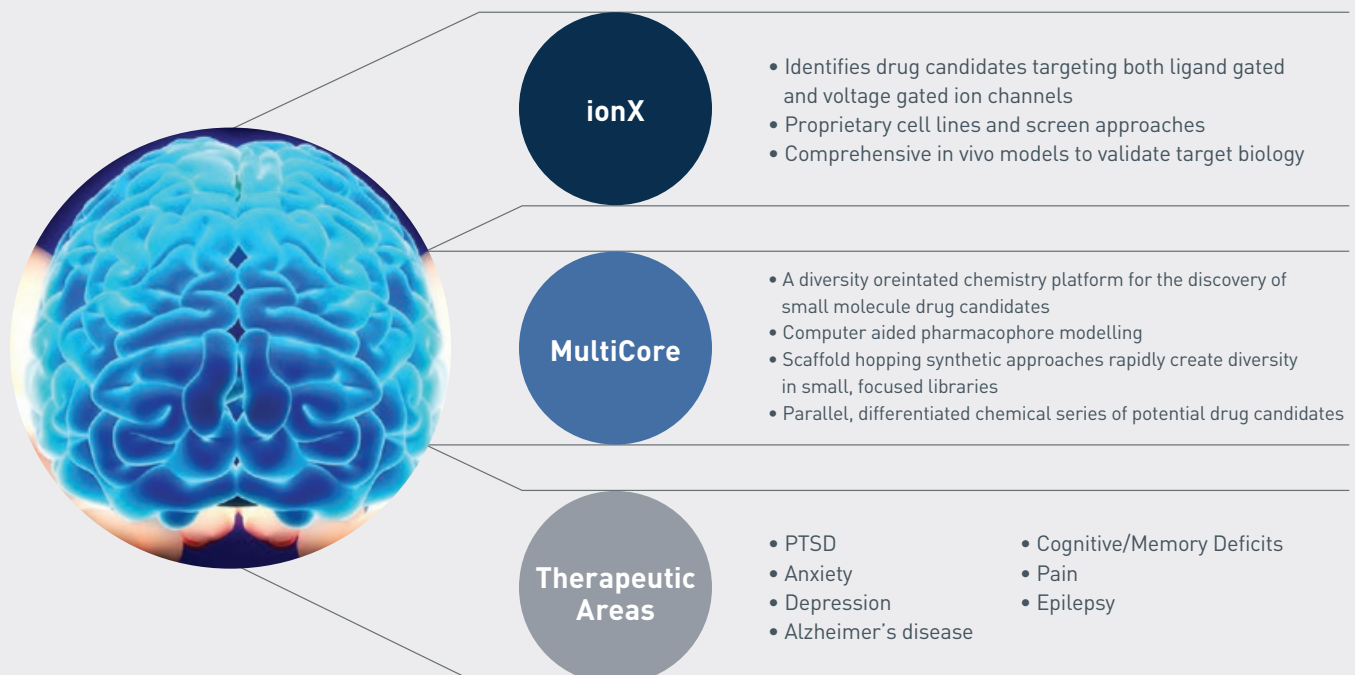 ionX
• Identifies drug candidates targeting both ligand gated
and voltage gated ion channels
• Proprietary cell lines and screen approaches
• Comprehensive in vivo models to validate target biology
MultiCore
• A diversity oreintated chemistry platform for the discovery of
small molecule drug candidates
• Computer aided pharmacophore modelling
• Scaffold hopping synthetic approaches rapidly create diversity
in small, focused libraries
• Parallel, differentiated chemical series of potential drug candidates
Therapeutic
Areas
• PTSD
• Anxiety
• Depression
• Alzheimer’s disease
• Cognitive/Memory Deficits
• Pain
• Epilepsy